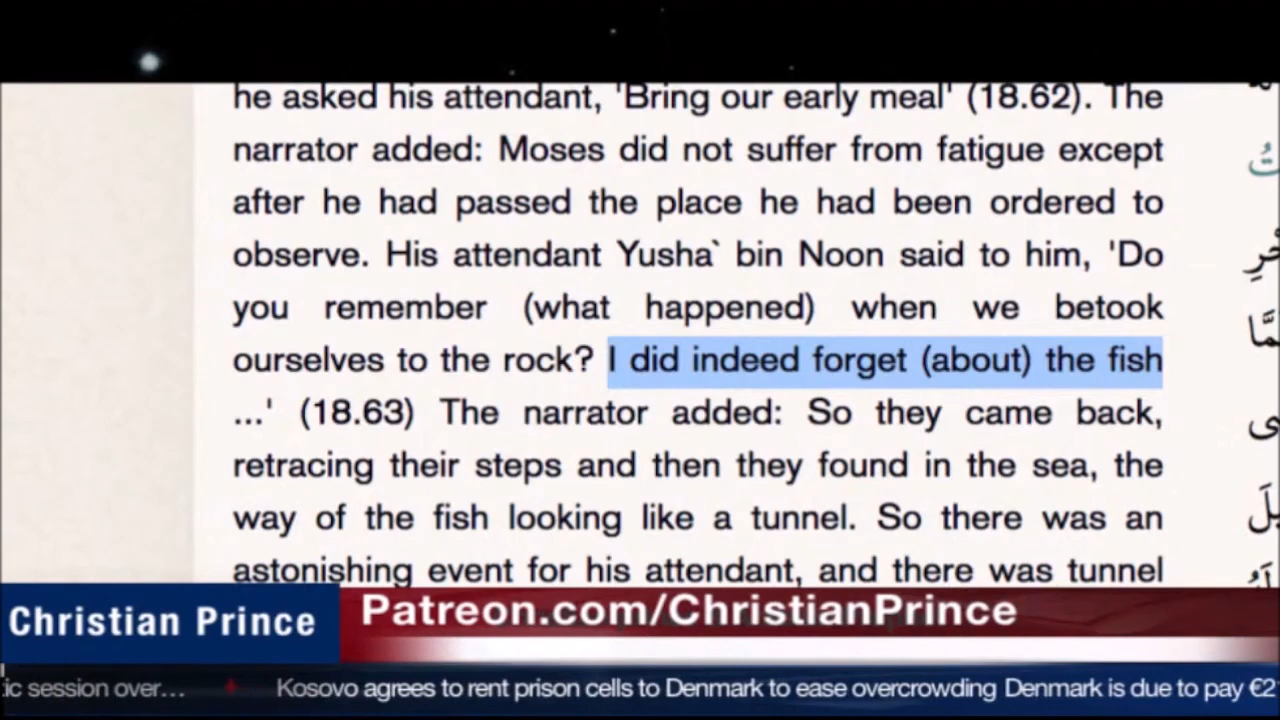 he asked his attendant, 'Bring our early meal' (18.62). The
narrator added: Moses did not suffer from fatigue except
after he had passed the place he had been ordered to
observe. His attendant Yusha` bin Noon said to him, 'Do
you remember (what happened) when we betook
ourselves to the rock? I did indeed forget (about) the fish
...' (18.63) The narrator added: So they came back,
retracing their steps and then they found in the sea, the
way of the fish looking like a tunnel. So there was an
astonishing event for his attendant, and there was tunnel
Christian Prince
Patreon.com/ChristianPrince
ic session over... Kosovo agrees to rent prison cells to Denmark to ease overcrowding Denmark is due to pay €2